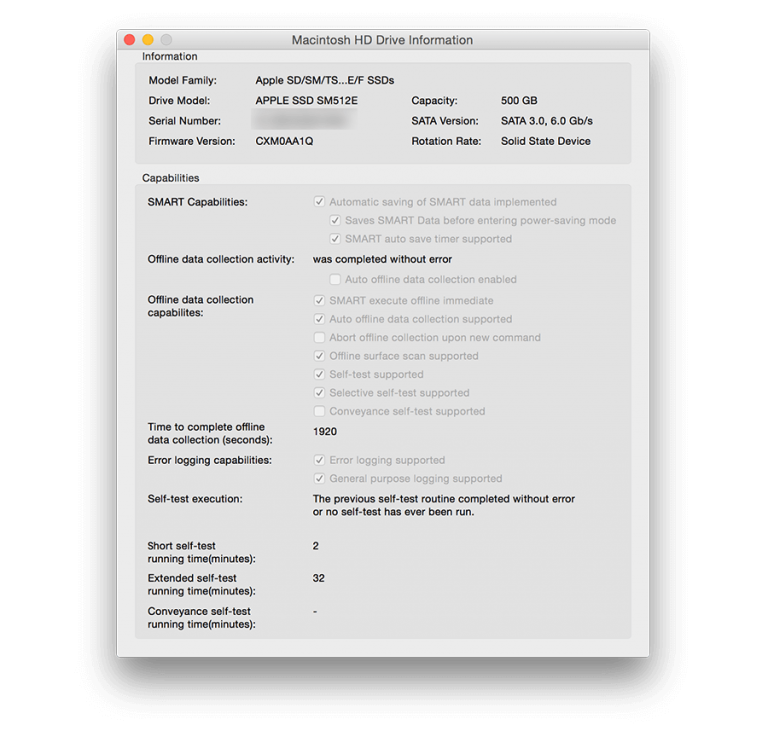 Macintosh HD Drive Information
Information
Model Family: Apple SD/SM/TS...E/F SSDs
Drive Model: APPLE SSD SM512E Capacity: 500 GB
Serial Number: SATA Version: SATA 3.0, 6.0 Gb/s
Firmware Version: CXM0AA1Q Rotation Rate: Solid State Device
Capabilities
SMART Capabilities: Automatic saving of SMART data implemented
Saves SMART Data before entering power-saving mode
SMART auto save timer supported
Offline data collection activity: was completed without error
Auto offline data collection enabled
Offline data collection
capabilites:
SMART execute offline immediate
Auto offline data collection supported
Abort offline collection upon new command
Offline surface scan supported
Self-test supported
Selective self-test supported
Conveyance self-test supported
Time to complete offline
data collection (seconds):
1920
Error logging capabilities: Error logging supported
General purpose logging supported
Self-test execution: The previous self-test routine completed without error
or no self-test has ever been run.
Short self-test
running time(minutes):
2
Extended self-test
running time(minutes):
32
Conveyance self-test
running time(minutes):
-